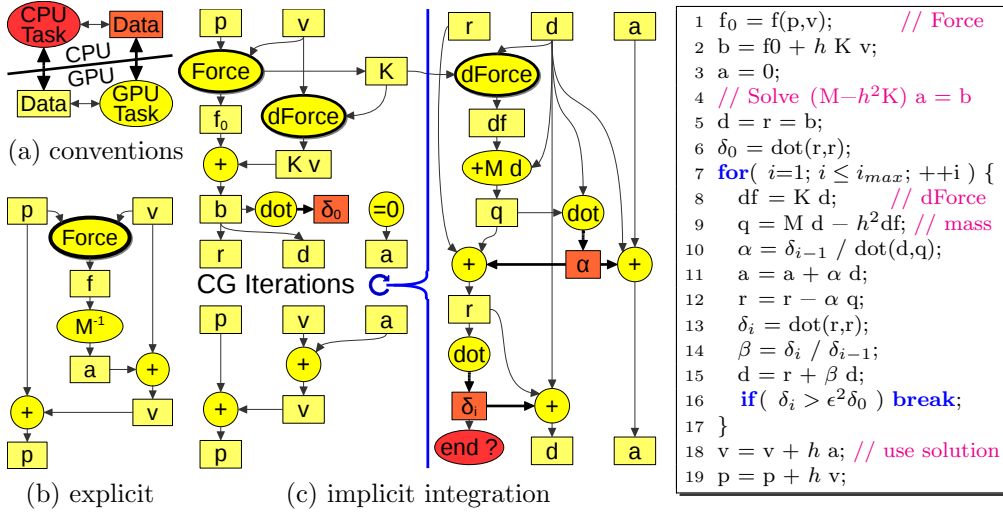 CPU
Task
Data
CPU
GPU
Data
GPU
Task
(a) conventions
p
v
Force
f
M⁻¹
a
+
+
v
p
(b) explicit
p
v
Force
K
dForce
f₀
+
K v
b
dot
δ₀
=0
r
d
a
CG Iterations
p
v
a
+
+
v
p
r
d
a
dForce
df
+M d
q
dot
+
α
+
r
dot
δᵢ
+
end ?
d
a
(c) implicit integration
1 f₀ = f(p,v); // Force
2 b = f0 + h K v;
3 a = 0;
4 // Solve (M−h²K) a = b
5 d = r = b;
6 δ₀ = dot(r,r);
7 for( i=1; i ≤ i_max; ++i ) {
8 df = K d; // dForce
9 q = M d − h²df; // mass
10 α = δᵢ₋₁ / dot(d,q);
11 a = a + α d;
12 r = r − α q;
13 δᵢ = dot(r,r);
14 β = δᵢ / δᵢ₋₁;
15 d = r + β d;
16 if( δᵢ > ϵ²δ₀ ) break;
17 }
18 v = v + h a; // use solution
19 p = p + h v;